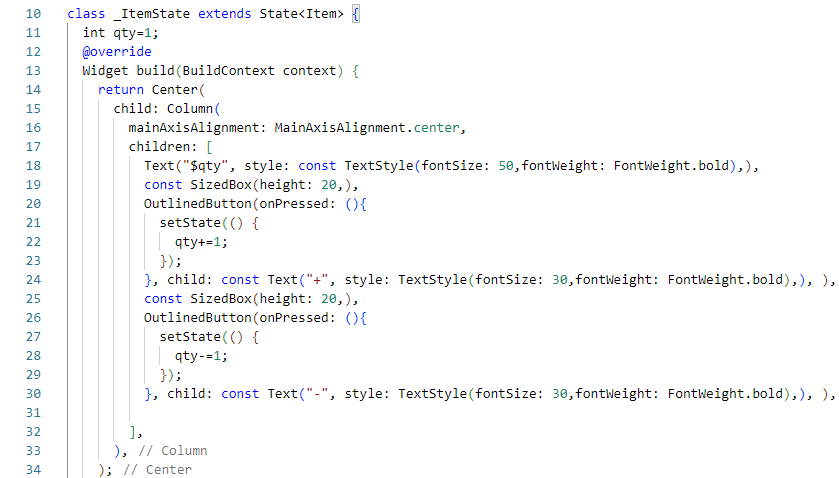 10 class _ItemState extends State<Item> {
11 int qty=1;
12 @override
13 Widget build(BuildContext context) {
14 return Center(
15 child: Column(
16 mainAxisAlignment: MainAxisAlignment.center,
17 children: [
18 Text("$qty", style: const TextStyle(fontSize: 50,fontWeight: FontWeight.bold),),
19 const SizedBox(height: 20,),
20 OutlinedButton(onPressed: (){
21 setState(() {
22 qty+=1;
23 });
24 }, child: const Text("+", style: TextStyle(fontSize: 30,fontWeight: FontWeight.bold),), ),
25 const SizedBox(height: 20,),
26 OutlinedButton(onPressed: (){
27 setState(() {
28 qty-=1;
29 });
30 }, child: const Text("-", style: TextStyle(fontSize: 30,fontWeight: FontWeight.bold),), ),
31
32 ],
33 ), // Column
34 ); // Center